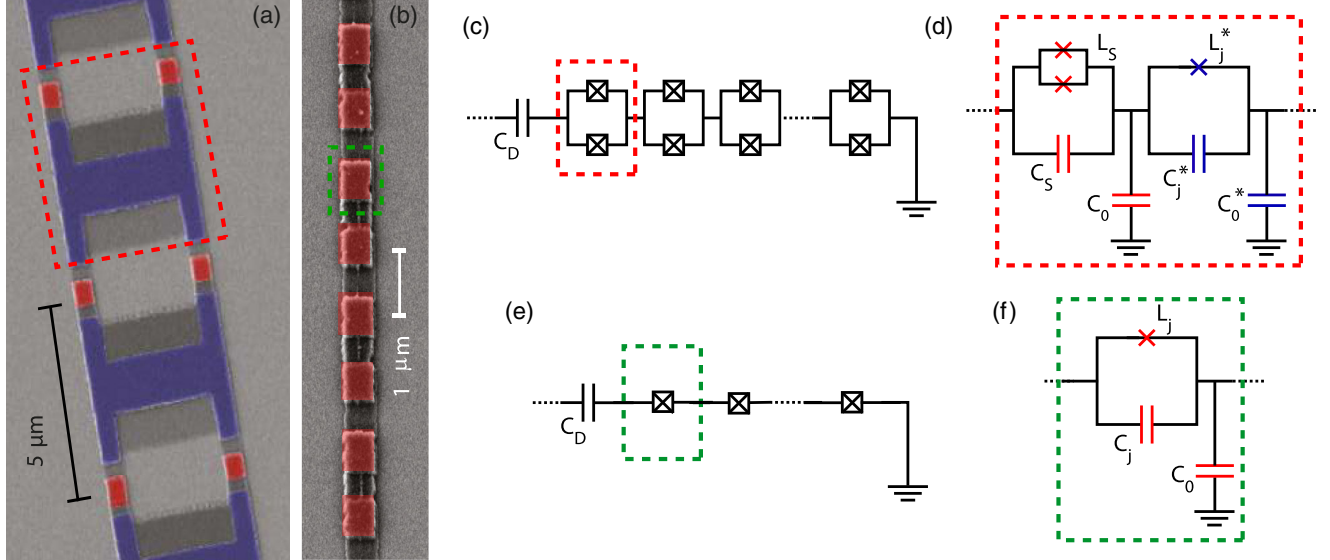 (a)
5 μm
(b)
1 μm
(c)
C_D
(d)
L_S
C_S
C_0
L_j^*
C_j^*
C_0^*
(e)
C_D
(f)
L_j
C_j
C_0